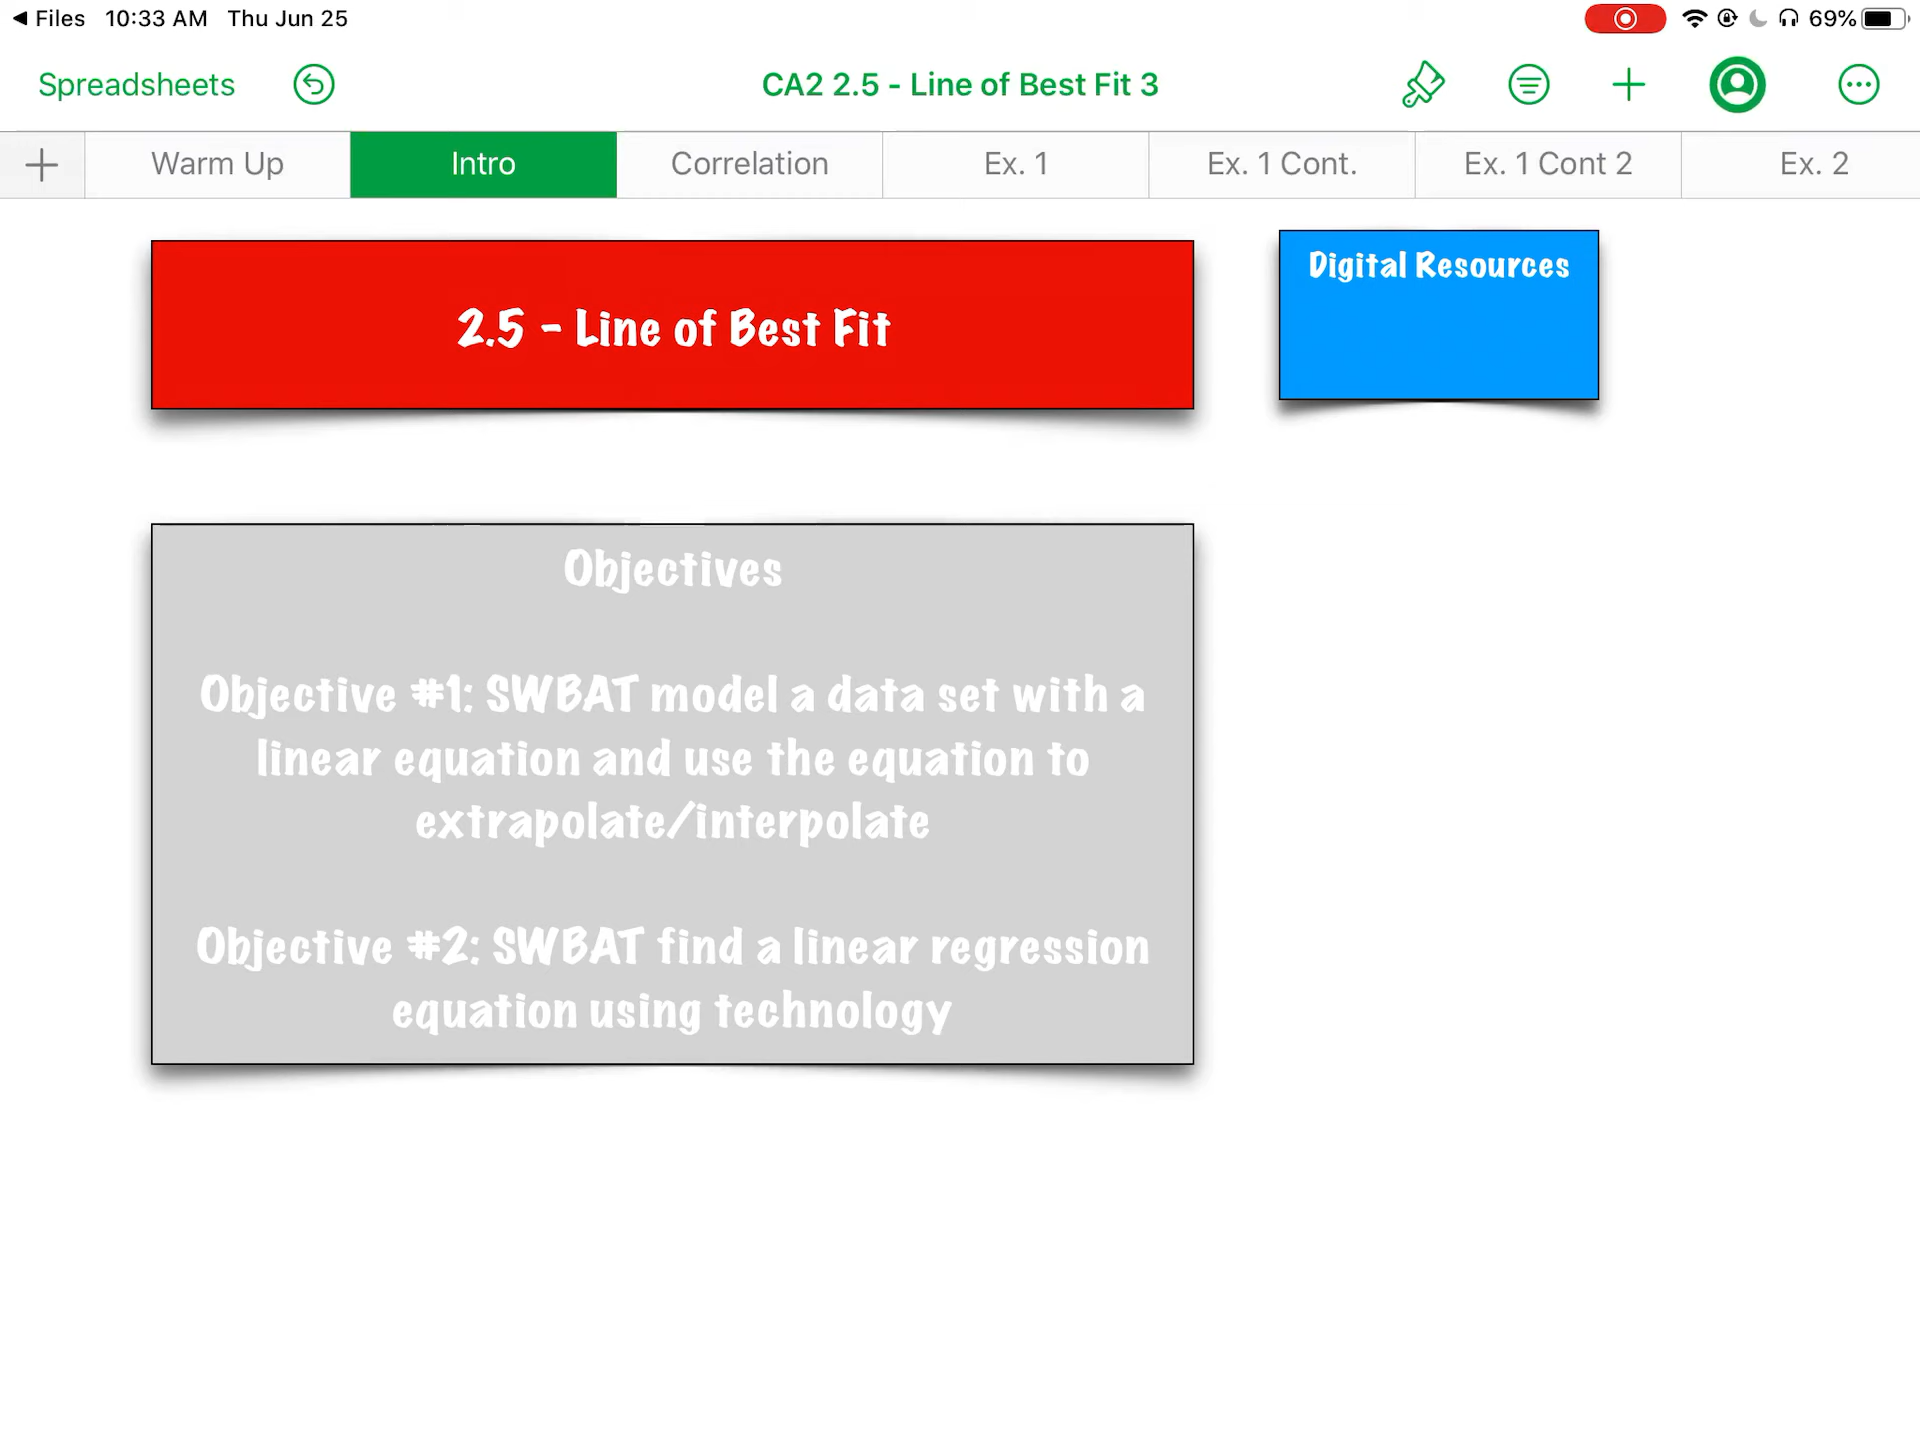 Files 10:33 AM Thu Jun 25 69%
Spreadsheets CA2 2.5 - Line of Best Fit 3
Warm Up Intro Correlation Ex. 1 Ex. 1 Cont. Ex. 1 Cont 2 Ex. 2
2.5 - Line of Best Fit
Digital Resources
Objectives
Objective #1: SWBAT model a data set with a
linear equation and use the equation to
extrapolate/interpolate
Objective #2: SWBAT find a linear regression
equation using technology